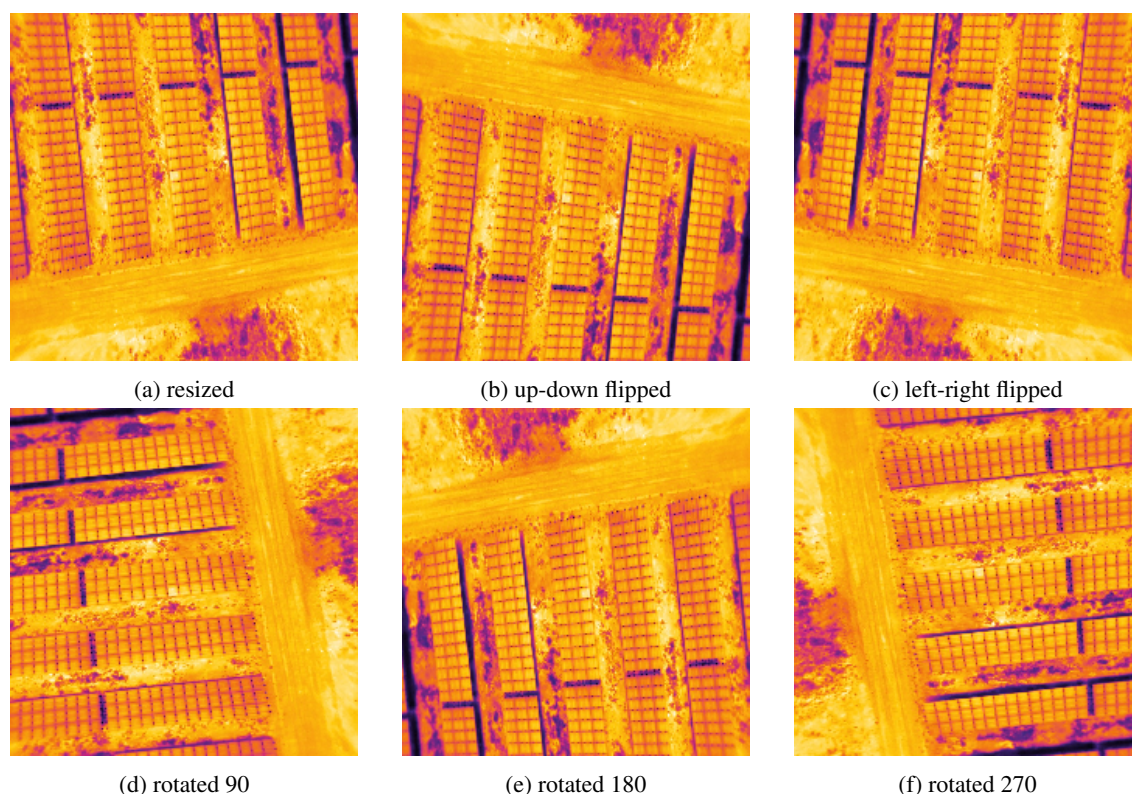 (a) resized
(b) up-down flipped
(c) left-right flipped
(d) rotated 90
(e) rotated 180
(f) rotated 270